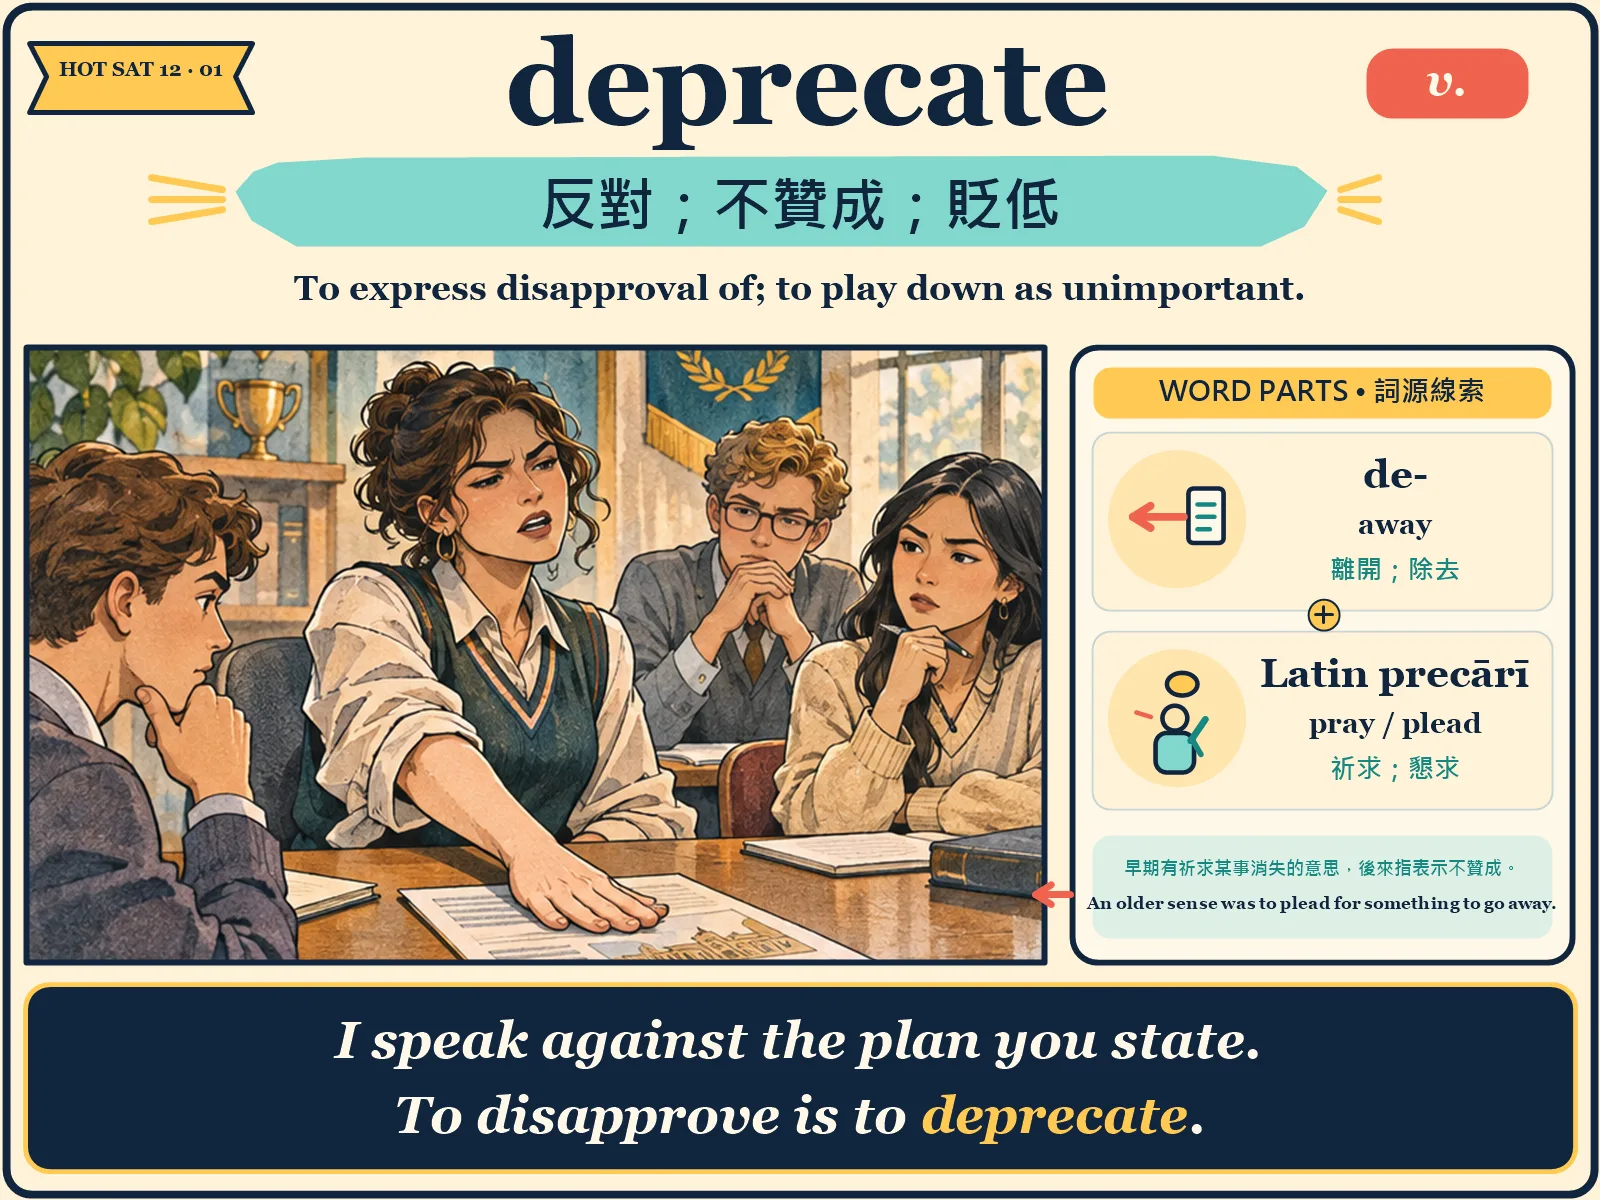 HOT SAT 12 · 01
deprecate
v.
反對；不贊成；貶低
To express disapproval of; to play down as unimportant.
WORD PARTS • 詞源線索
de-
away
離開；除去
+
Latin precārī
pray / plead
祈求；懇求
早期有祈求某事消失的意思，後來指表示不贊成。
An older sense was to plead for something to go away.
I speak against the plan you state.
To disapprove is to deprecate.